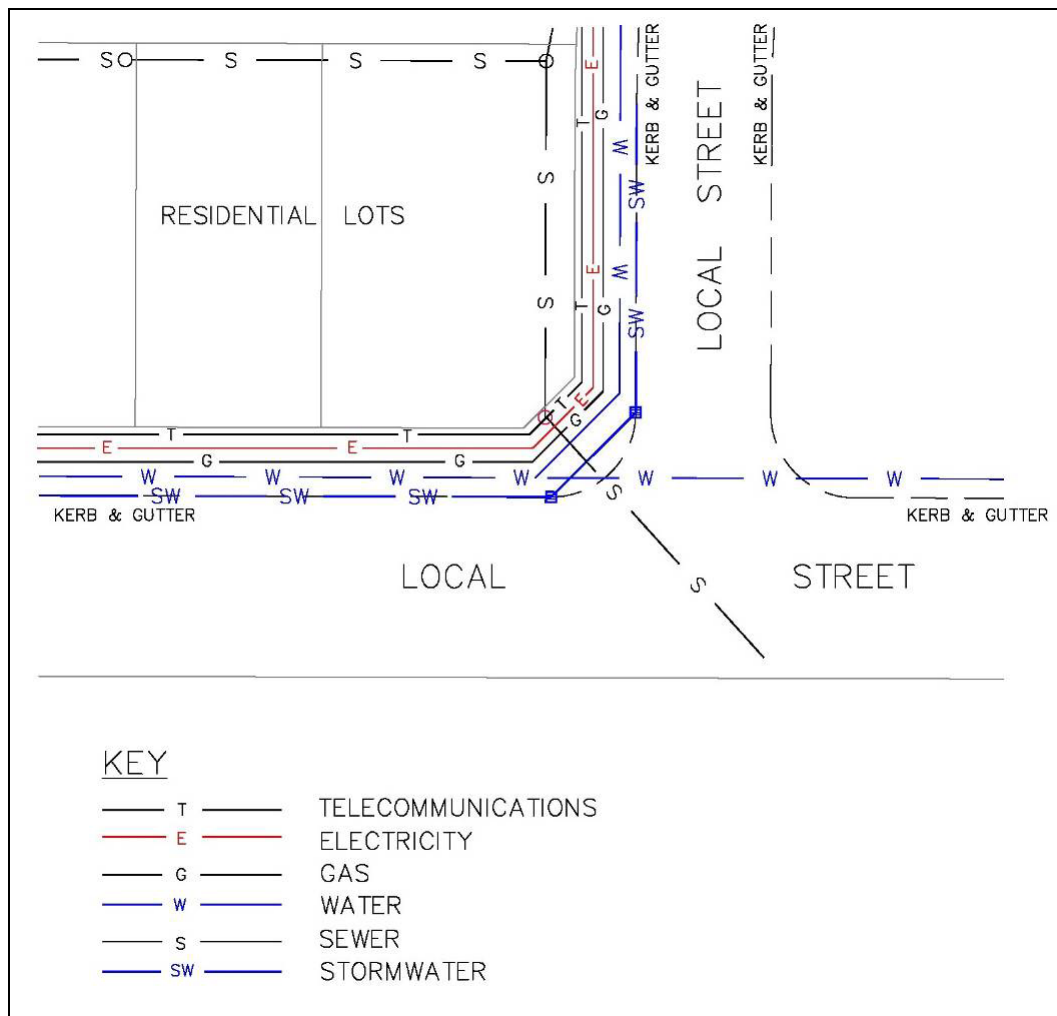 S S S S
E
T G
W
KERB & GUTTER
LOCAL STREET
KERB & GUTTER
S
SW
RESIDENTIAL LOTS
E W
S T G
SW
T E
G
T T
E E
G G
W W W W W W W
SW SW SW
S
KERB & GUTTER
KERB & GUTTER
LOCAL STREET
S
KEY
T TELECOMMUNICATIONS
E ELECTRICITY
G GAS
W WATER
S SEWER
SW STORMWATER